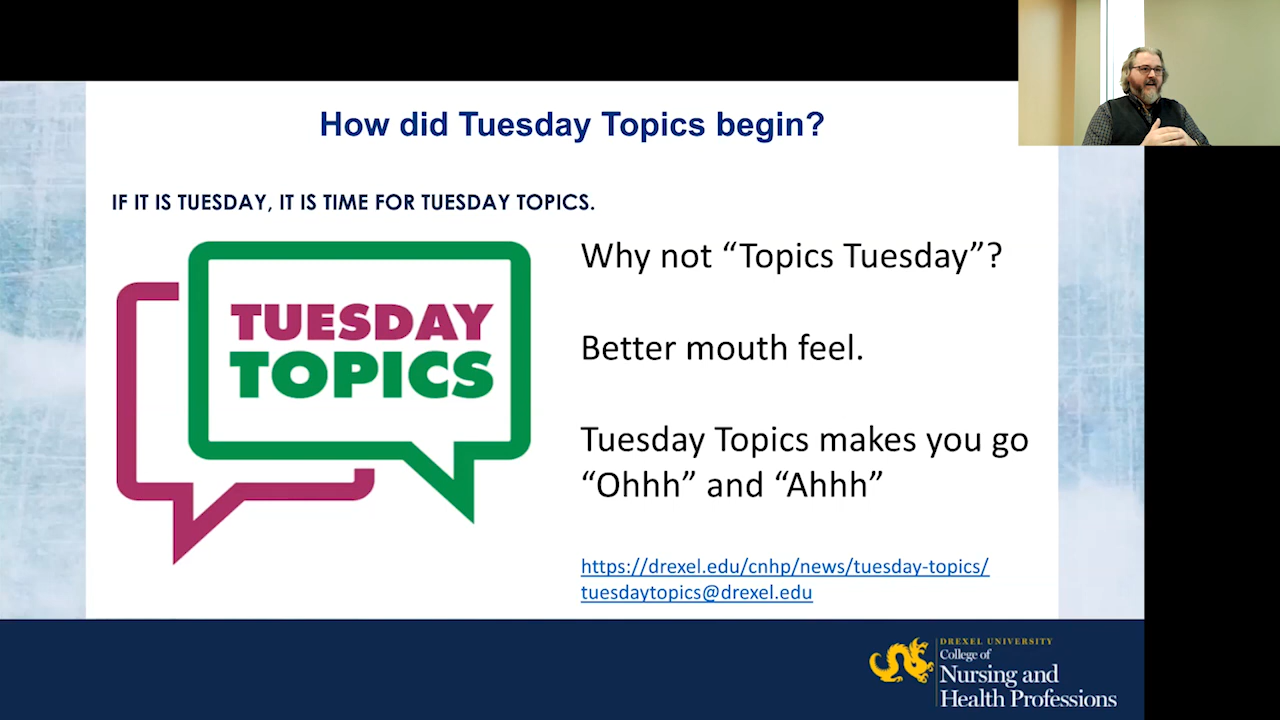 How did Tuesday Topics begin?
IF IT IS TUESDAY, IT IS TIME FOR TUESDAY TOPICS.
TUESDAY
TOPICS
Why not “Topics Tuesday”?
Better mouth feel.
Tuesday Topics makes you go
“Ohhh” and “Ahhh”
https://drexel.edu/cnhp/news/tuesday-topics/
tuesdaytopics@drexel.edu
DREXEL UNIVERSITY
College of
Nursing and
Health Professions